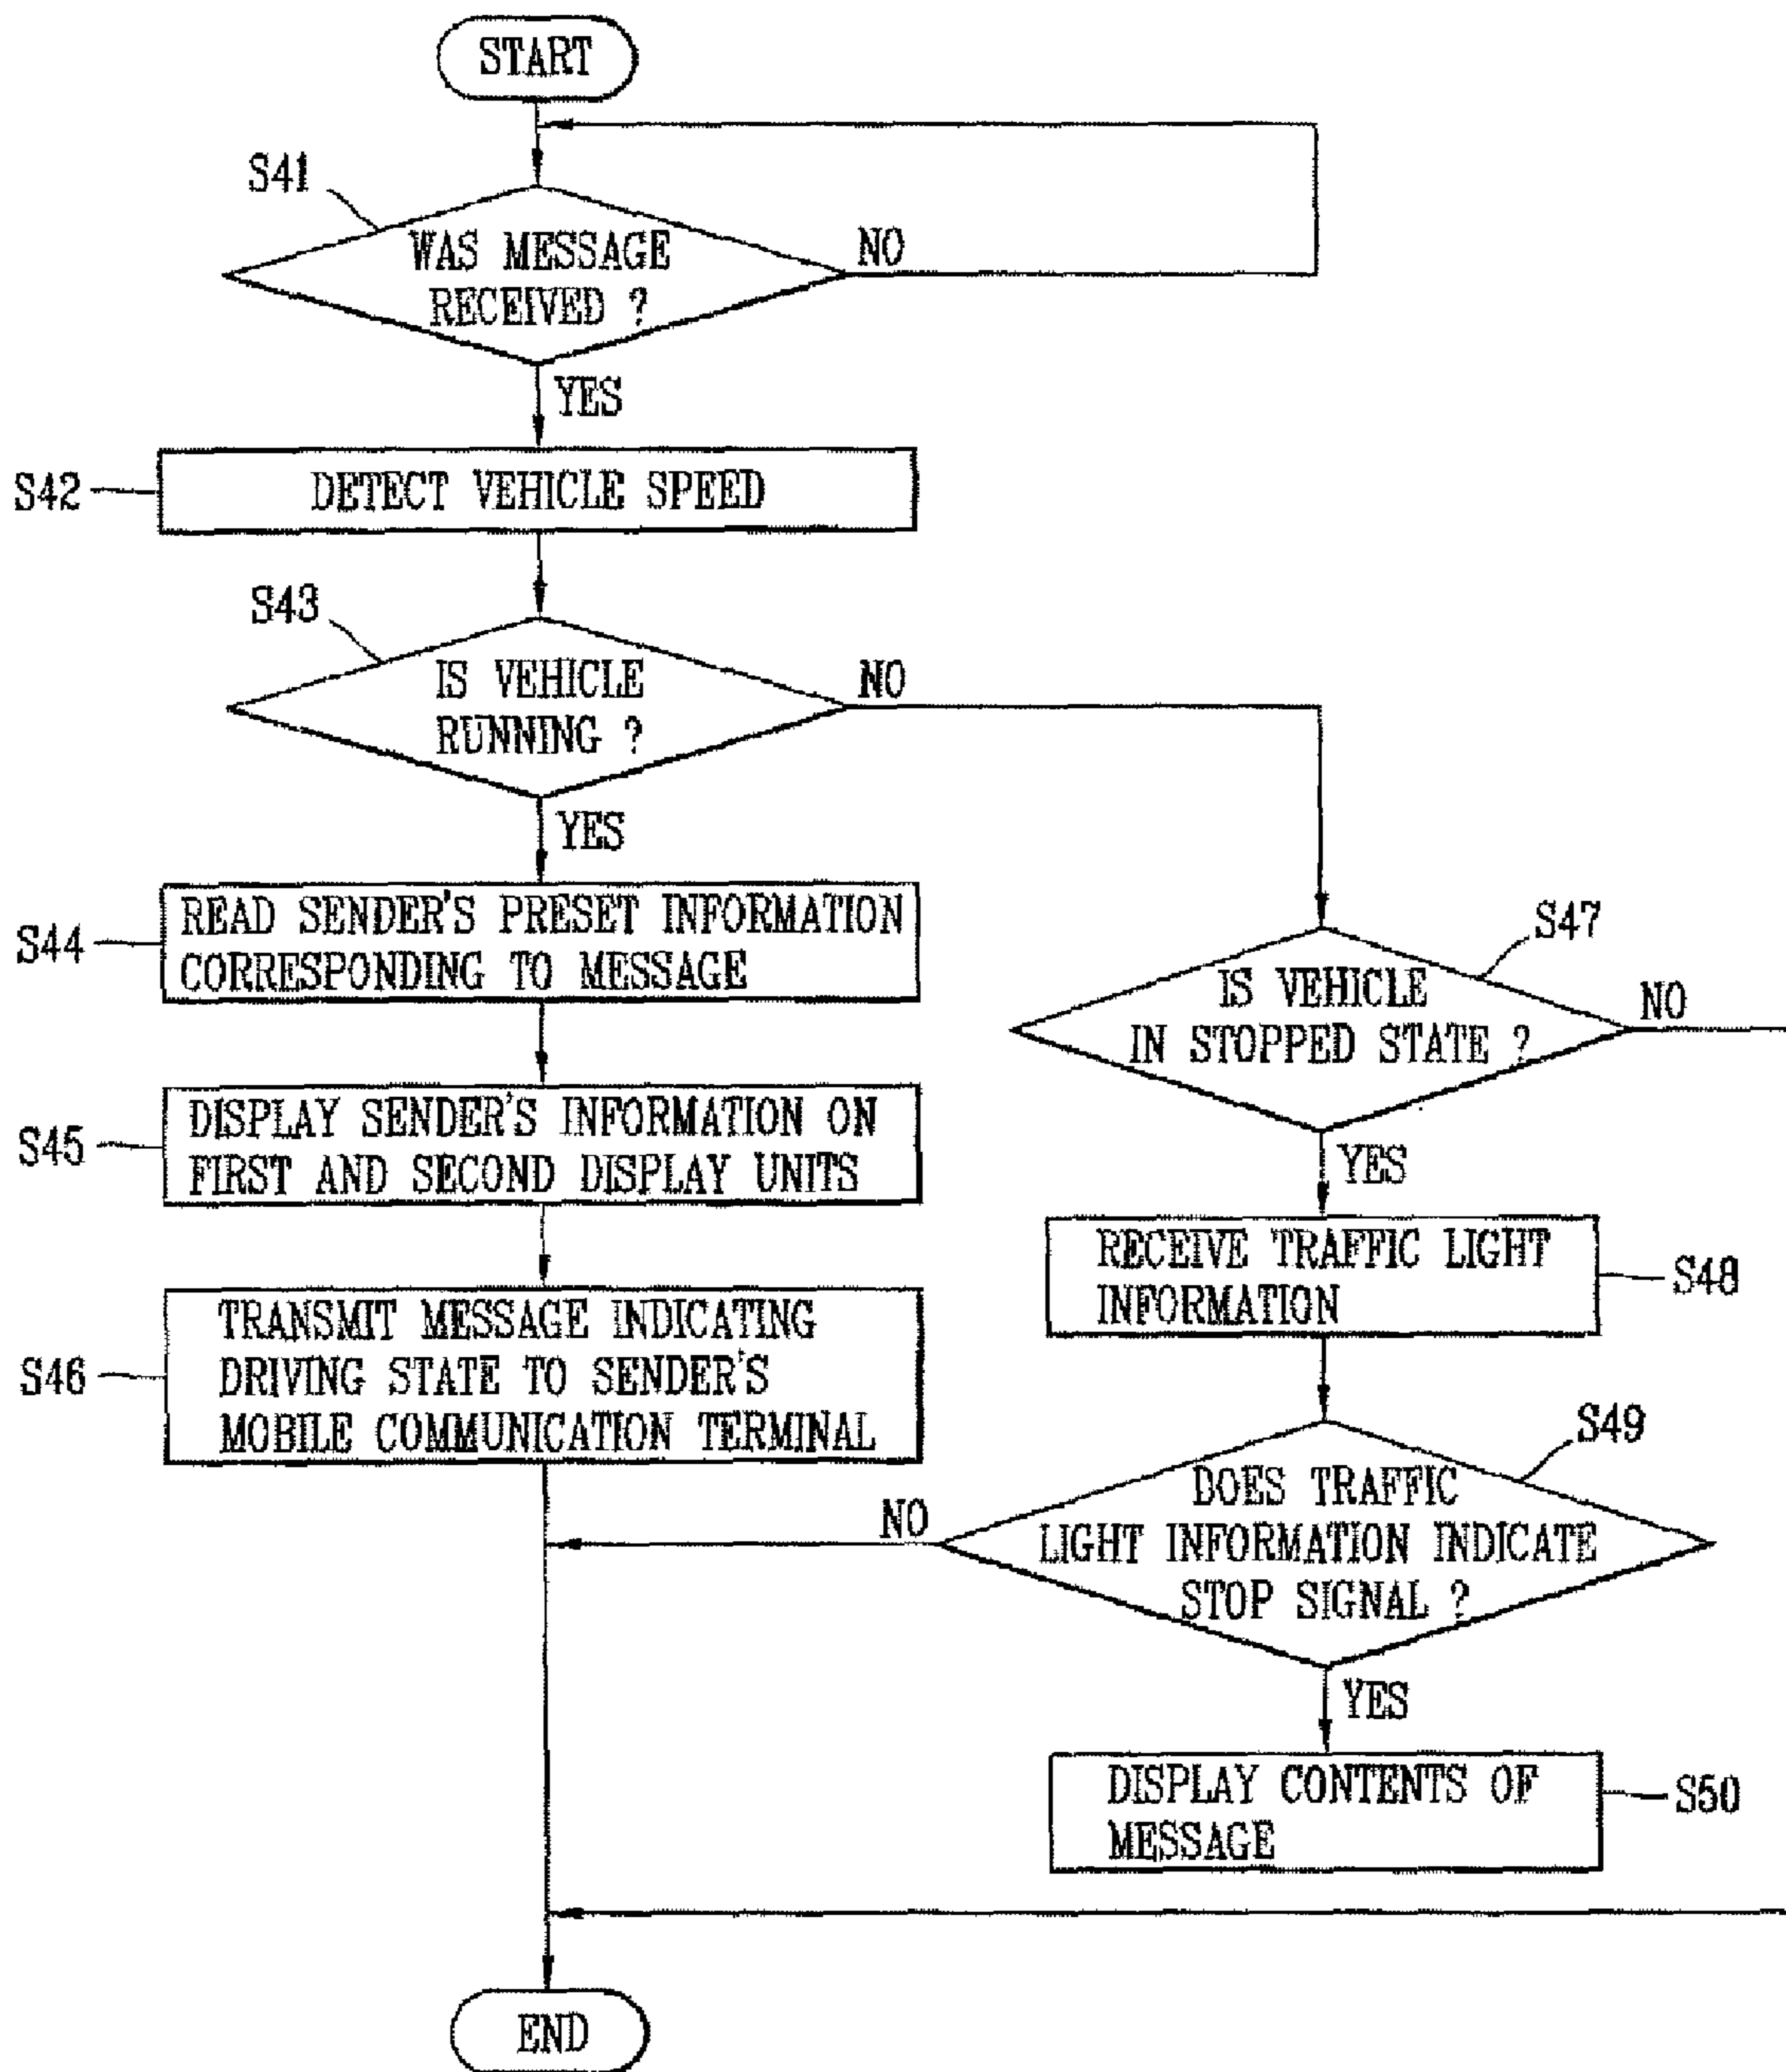 START
S41
WAS MESSAGE
RECEIVED ?
NO
YES
S42
DETECT VEHICLE SPEED
S43
IS VEHICLE
RUNNING ?
NO
YES
S44
READ SENDER'S PRESET INFORMATION
CORRESPONDING TO MESSAGE
S45
DISPLAY SENDER'S INFORMATION ON
FIRST AND SECOND DISPLAY UNITS
S46
TRANSMIT MESSAGE INDICATING
DRIVING STATE TO SENDER'S
MOBILE COMMUNICATION TERMINAL
S47
IS VEHICLE
IN STOPPED STATE ?
NO
YES
RECEIVE TRAFFIC LIGHT
INFORMATION
S48
S49
DOES TRAFFIC
LIGHT INFORMATION INDICATE
STOP SIGNAL ?
NO
YES
DISPLAY CONTENTS OF
MESSAGE
S50
END